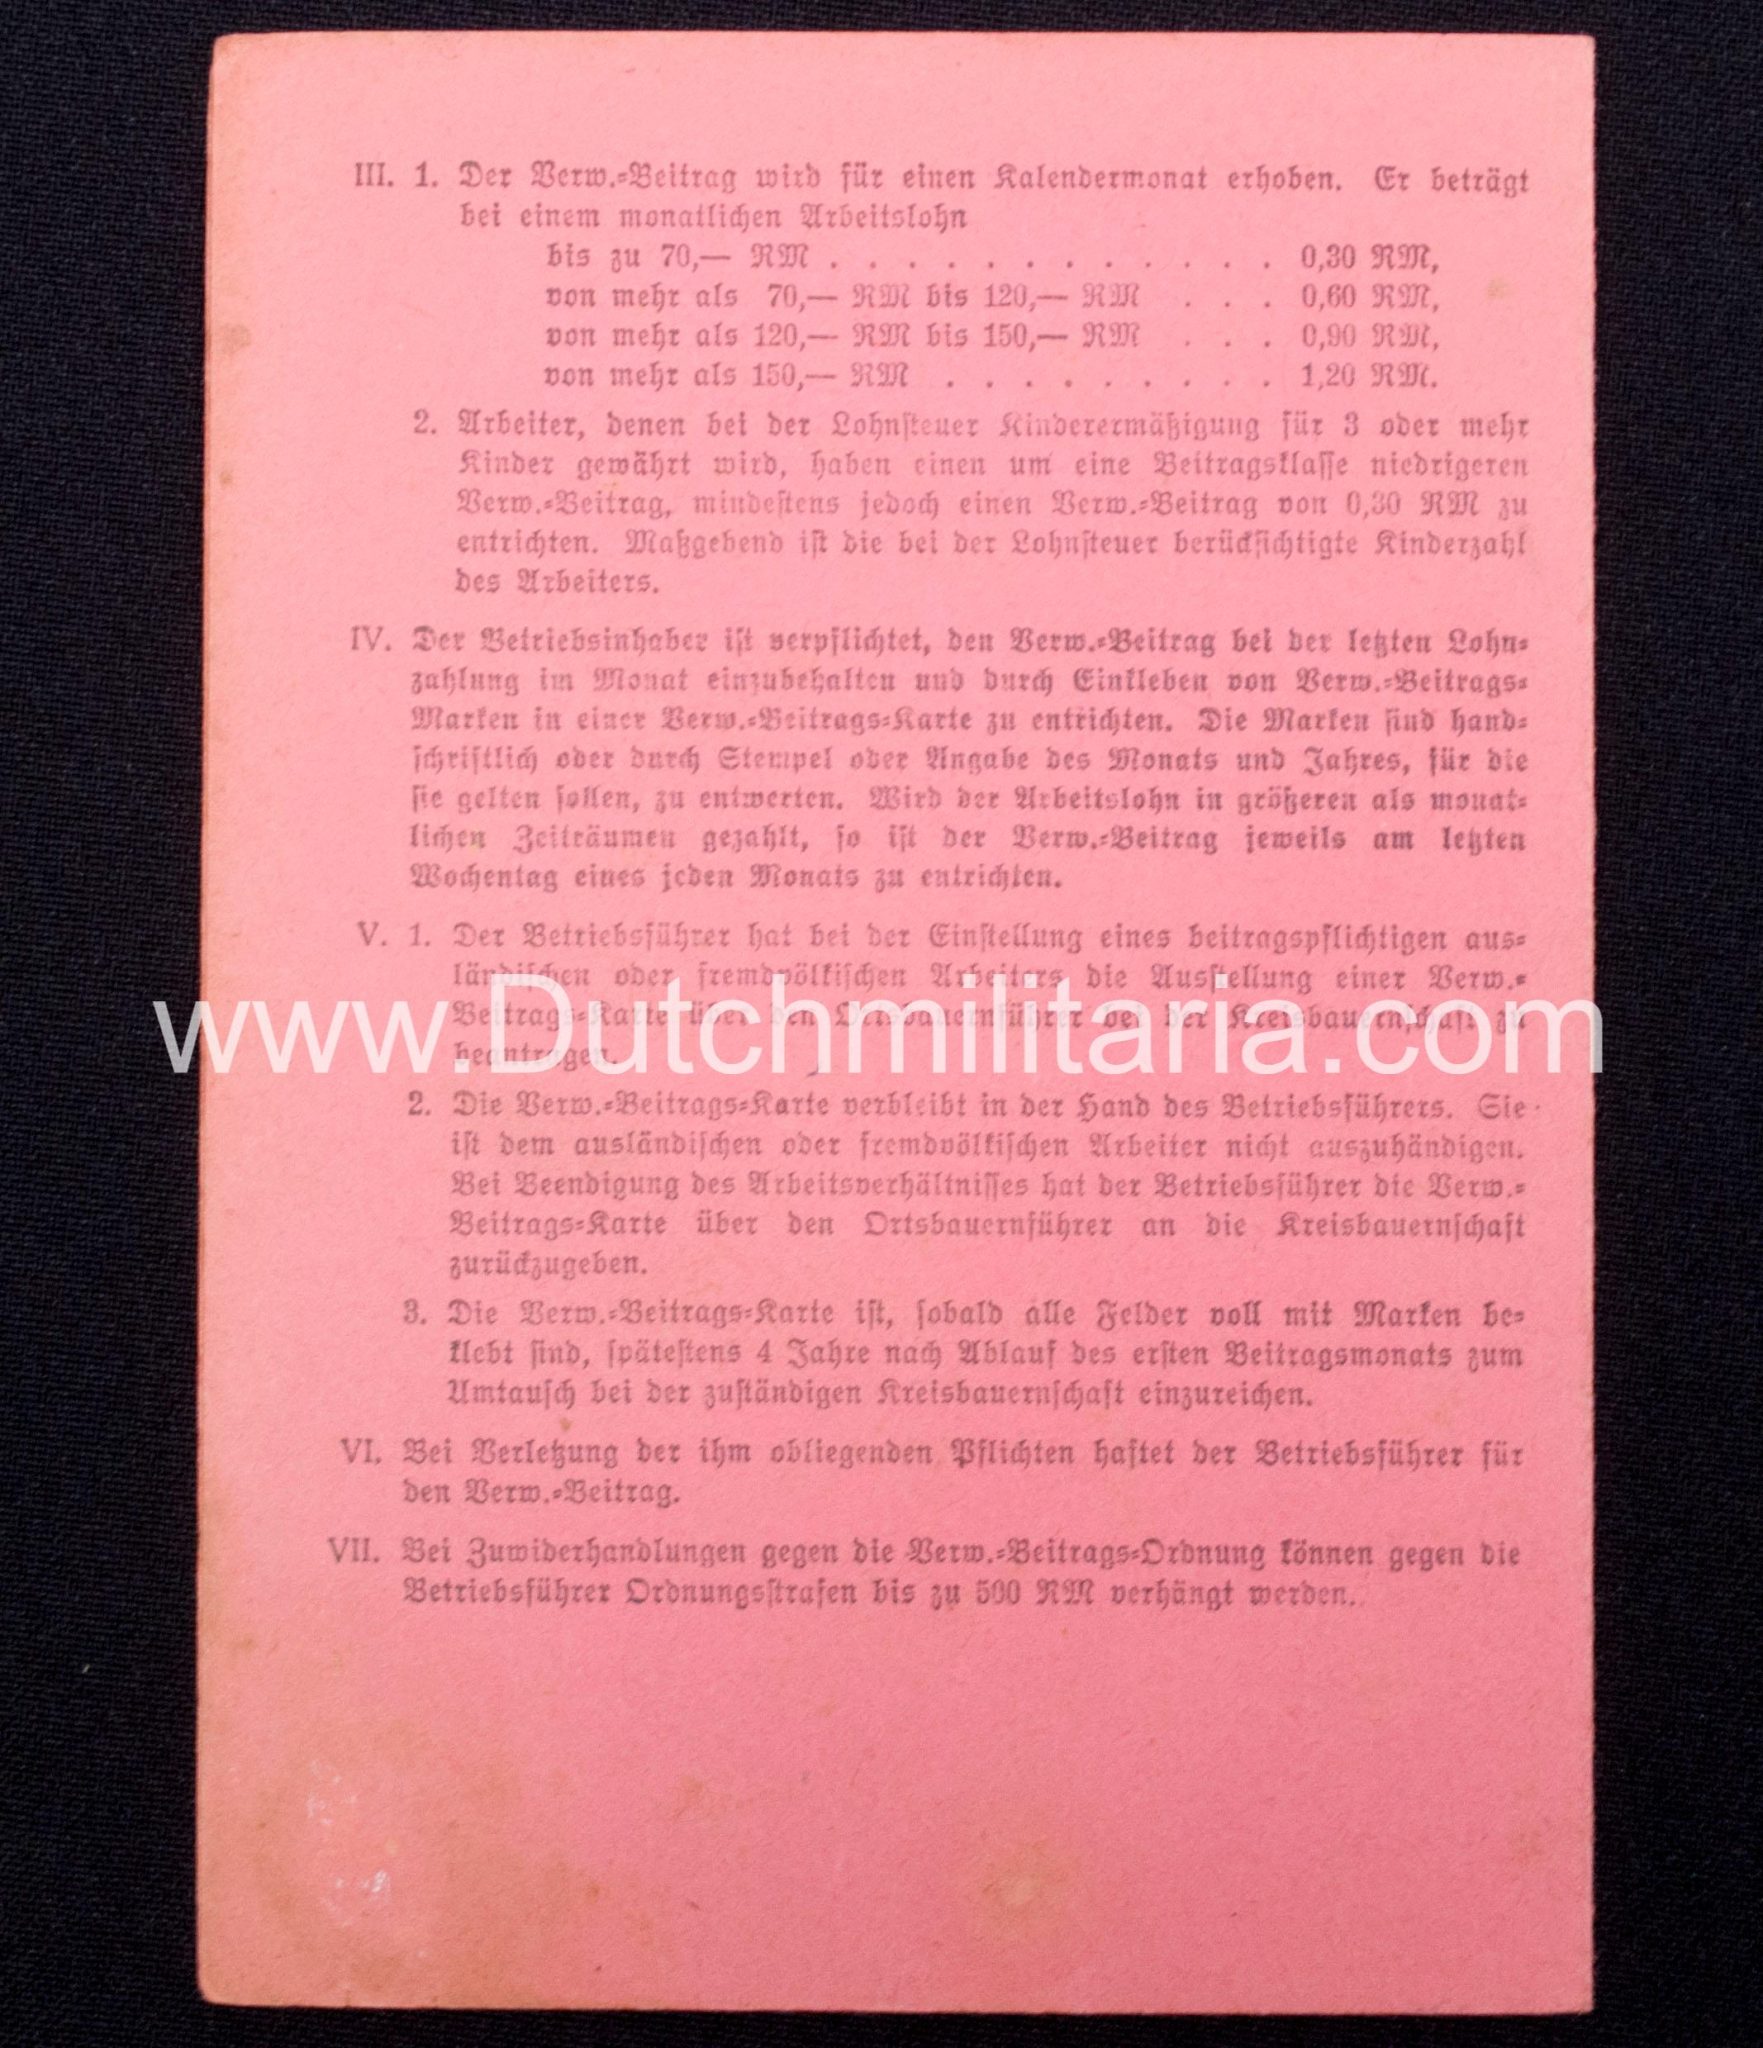 III. 1. Der Verw.-Beitrag wird für einen Kalendermonat erhoben. Er beträgt
bei einem monatlichen Arbeitslohn
bis zu 70,— RM . . . . . . . . . . . . 0,30 RM,
von mehr als 70,— RM bis 120,— RM . . . 0,60 RM,
von mehr als 120,— RM bis 150,— RM . . . 0,90 RM,
von mehr als 150,— RM . . . . . . . . . 1,20 RM.
2. Arbeiter, denen bei der Lohnsteuer Kinderermäßigung für 3 oder mehr
Kinder gewährt wird, haben einen um eine Beitragsklasse niedrigeren
Verw.-Beitrag, mindestens jedoch einen Verw.-Beitrag von 0,30 RM zu
entrichten. Maßgebend ist die bei der Lohnsteuer berücksichtigte Kinderzahl
des Arbeiters.
IV. Der Betriebsinhaber ist verpflichtet, den Verw.-Beitrag bei der letzten Lohn-
zahlung im Monat einzubehalten und durch Einkleben von Verw.-Beitrags-
Marken in einer Verw.-Beitrags-Karte zu entrichten. Die Marken sind hand-
schriftlich oder durch Stempel oder Angabe des Monats und Jahres, für die
sie gelten sollen, zu entwerten. Wird der Arbeitslohn in größeren als monat-
lichen Zeiträumen gezahlt, so ist der Verw.-Beitrag jeweils am letzten
Wochentag eines jeden Monats zu entrichten.
V. 1. Der Betriebsführer hat bei der Einstellung eines beitragspflichtigen aus-
ländischen oder fremdvölkischen Arbeiters die Ausstellung einer Verw.-
Beitrags-Karte über den Ortsbauernführer bei der Kreisbauernschaft zu
beantragen.
www.Dutchmilitaria.com
2. Die Verw.-Beitrags-Karte verbleibt in der Hand des Betriebsführers. Sie
ist dem ausländischen oder fremdvölkischen Arbeiter nicht auszuhändigen.
Bei Beendigung des Arbeitsverhältnisses hat der Betriebsführer die Verw.-
Beitrags-Karte über den Ortsbauernführer an die Kreisbauernschaft
zurückzugeben.
3. Die Verw.-Beitrags-Karte ist, sobald alle Felder voll mit Marken be-
klebt sind, spätestens 4 Jahre nach Ablauf des ersten Beitragsmonats zum
Umtausch bei der zuständigen Kreisbauernschaft einzureichen.
VI. Bei Verletzung der ihm obliegenden Pflichten haftet der Betriebsführer für
den Verw.-Beitrag.
VII. Bei Zuwiderhandlungen gegen die Verw.-Beitrags-Ordnung können gegen die
Betriebsführer Ordnungsstrafen bis zu 500 RM verhängt werden.